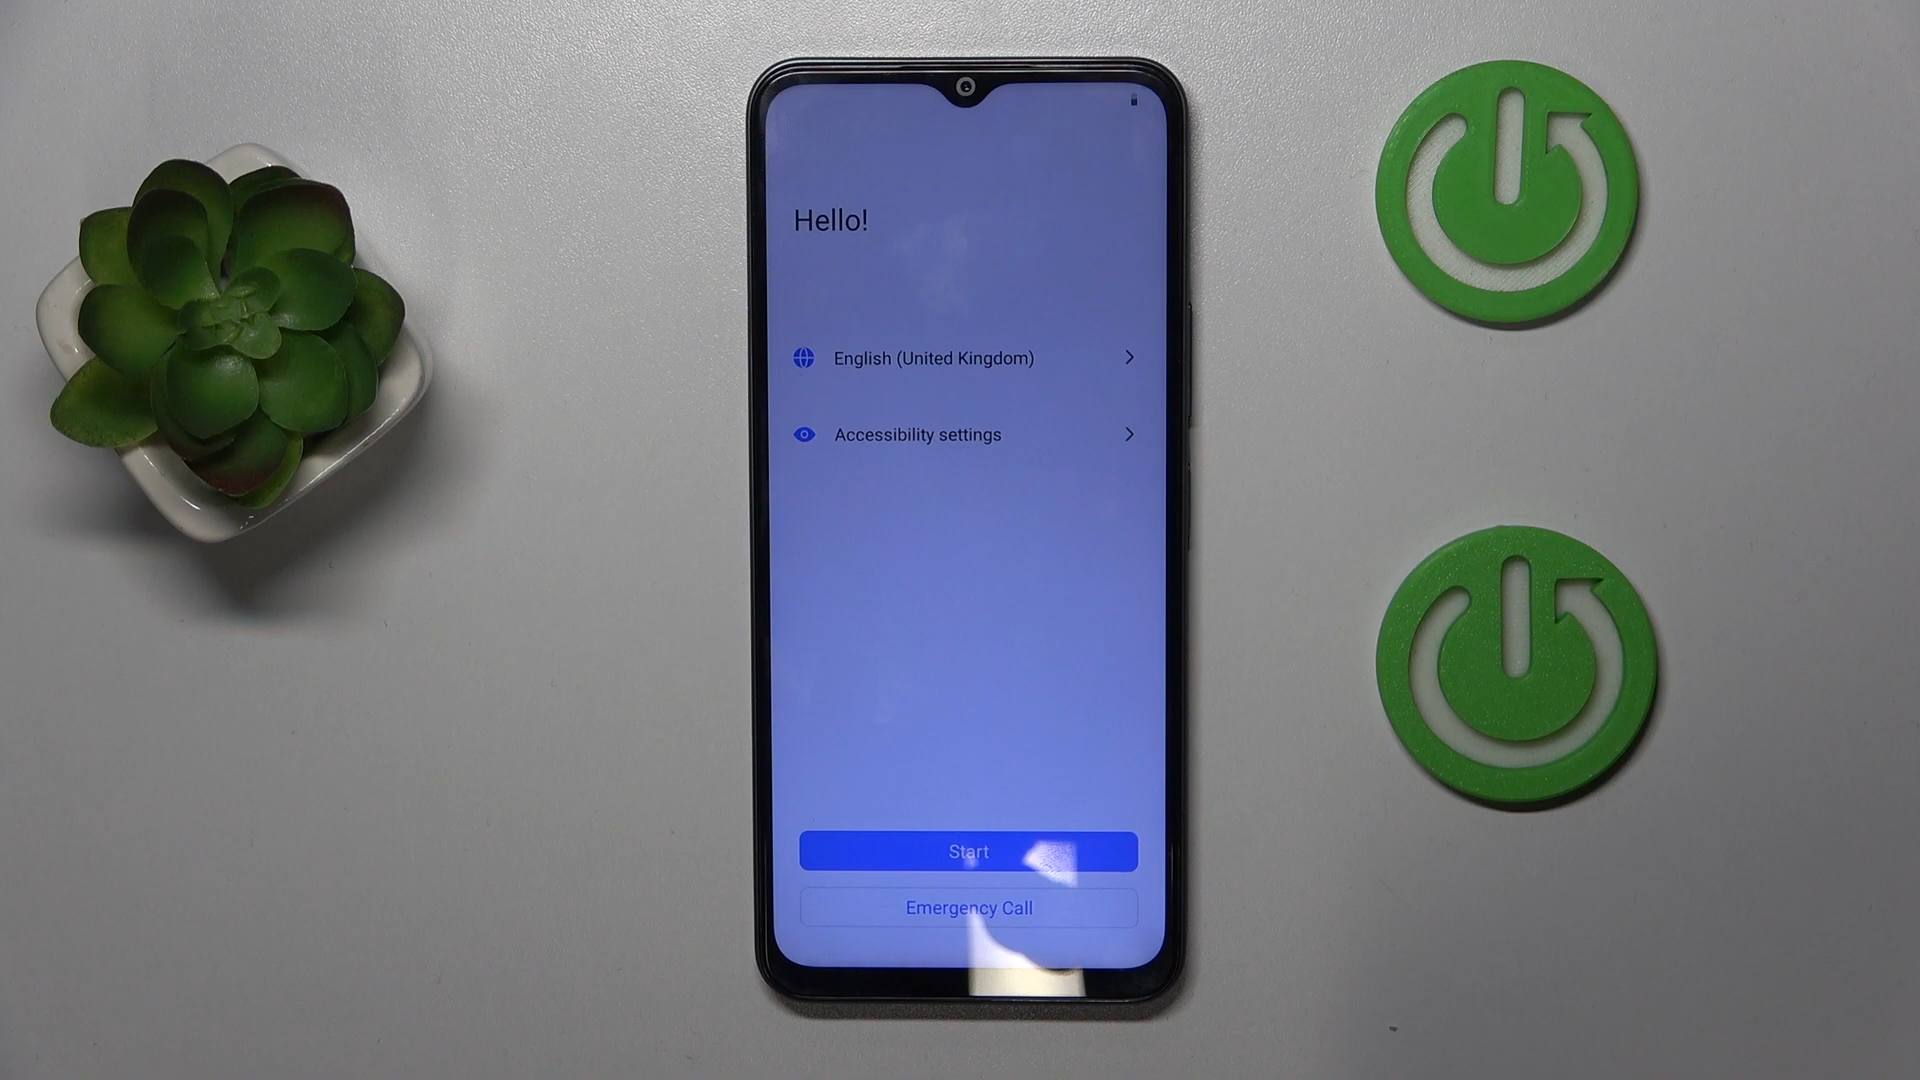 Hello!
English (United Kingdom)
Accessibility settings
Start
Emergency Call